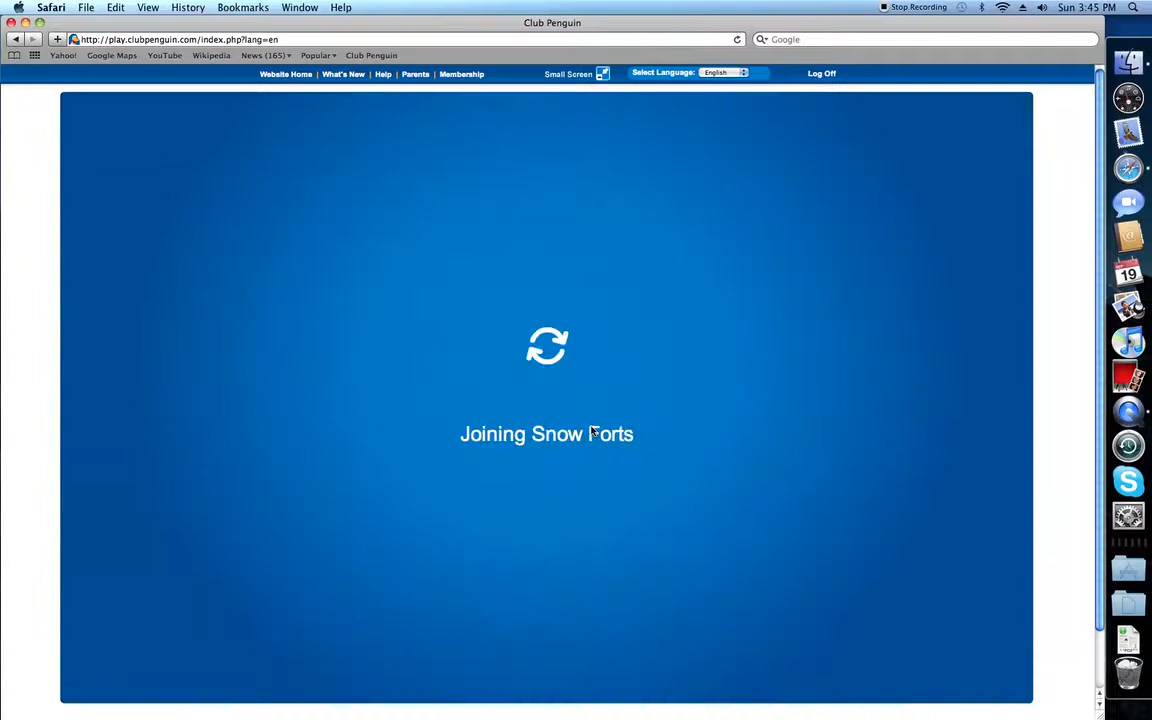 Safari File Edit View History Bookmarks Window Help Stop Recording Sun 3:45 PM
Club Penguin
http://play.clubpenguin.com/index.php?lang=en Google
Yahoo! Google Maps YouTube Wikipedia News (165) Popular Club Penguin
Website Home | What's New | Help | Parents | Membership Small Screen Select Language: English Log Off
Joining Snow Forts
19